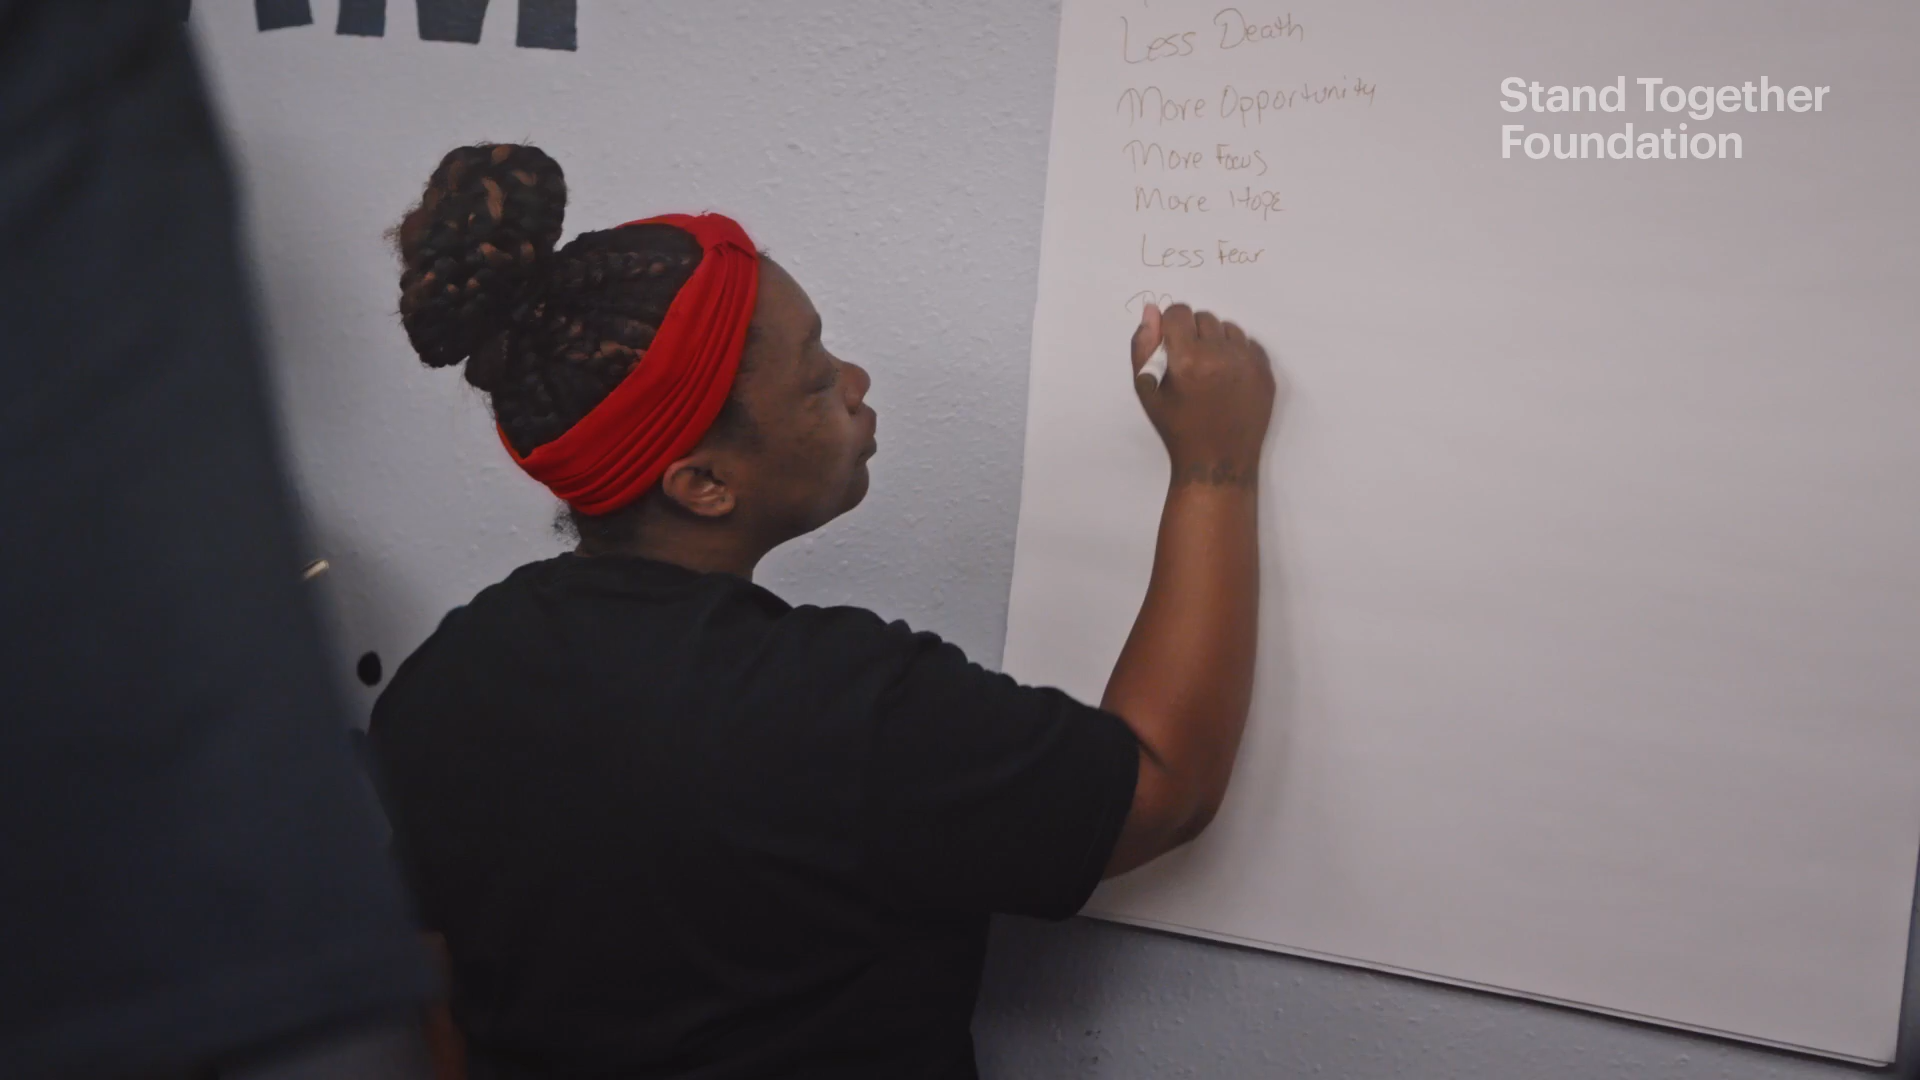 Less Death
More Opportunity
More Focus
More Hope
Less Fear
Stand Together
Foundation